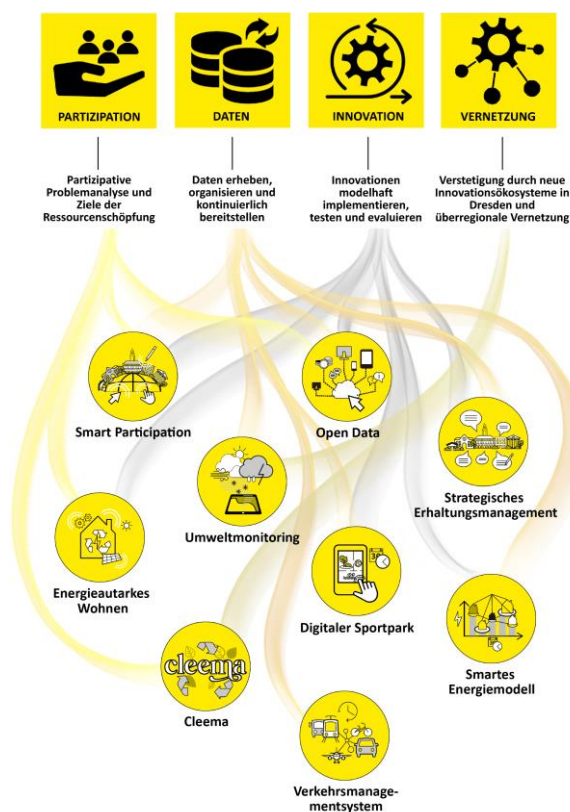 PARTIZIPATION
DATEN
INNOVATION
VERNETZUNG
Partizipative
Problemanalyse und
Ziele der
Ressourcenschöpfung
Daten erheben,
organisieren und
kontinuierlich
bereitstellen
Innovationen
modelhaft
implementieren,
testen und evaluieren
Verstetigung durch neue
Innovationsökosysteme in
Dresden und
überregionale Vernetzung
Smart Participation
Open Data
Strategisches
Erhaltungsmanagement
Umweltmonitoring
Energieautarkes
Wohnen
Digitaler Sportpark
Smartes
Energiemodell
cleema
Cleema
Verkehrsmanage-
mentsystem